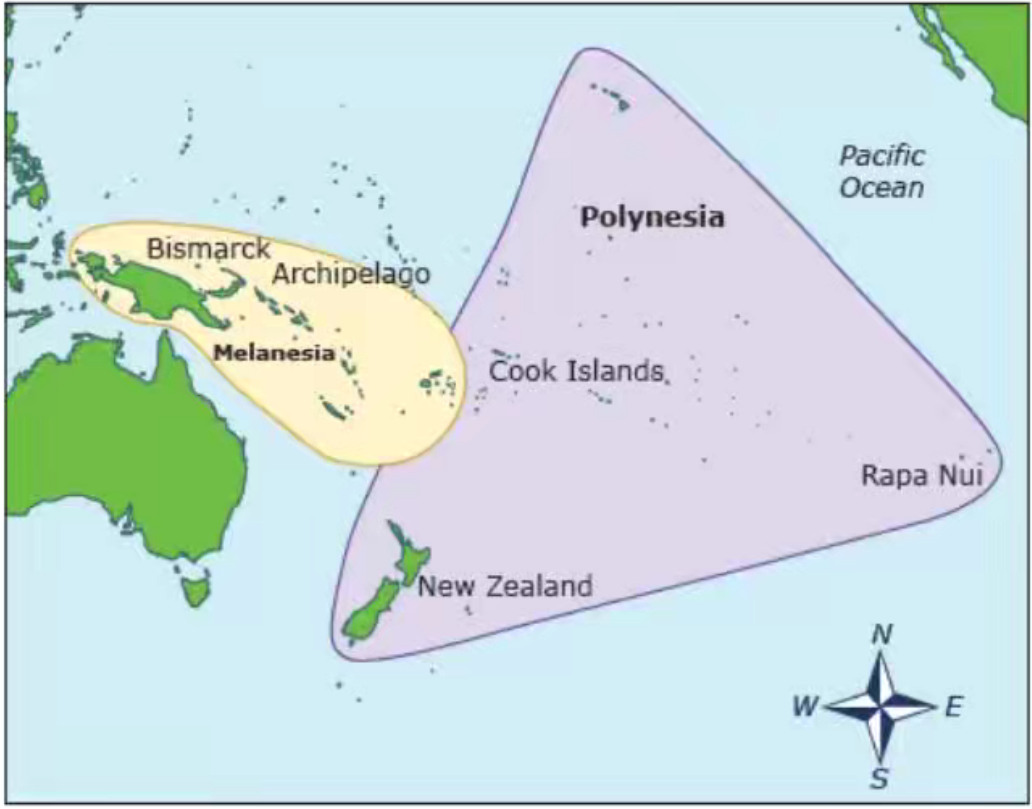 Pacific
Ocean
Polynesia
Bismarck
Archipelago
Melanesia
Cook Islands
Rapa Nui
New Zealand
N
W
E
S